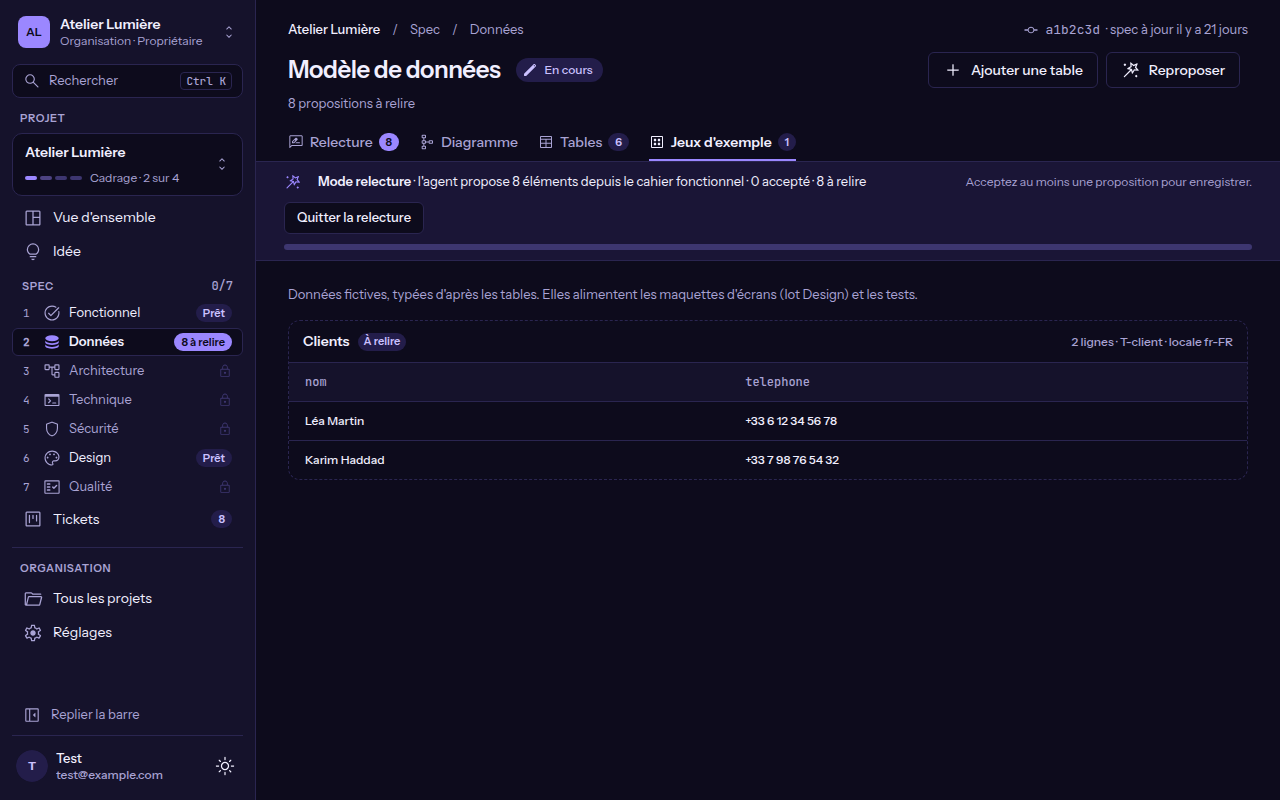 AL
Atelier Lumière
Organisation · Propriétaire
Rechercher
Ctrl K
PROJET
Atelier Lumière
Cadrage · 2 sur 4
Vue d'ensemble
Idée
SPEC 0/7
1 Fonctionnel Prêt
2 Données 8 à relire
3 Architecture
4 Technique
5 Sécurité
6 Design Prêt
7 Qualité
Tickets 8
ORGANISATION
Tous les projets
Réglages
Replier la barre
T
Test
test@example.com
Atelier Lumière / Spec / Données
a1b2c3d · spec à jour il y a 21 jours
Modèle de données
En cours
Ajouter une table
Reproposer
8 propositions à relire
Relecture 8
Diagramme
Tables 6
Jeux d'exemple 1
Mode relecture · l'agent propose 8 éléments depuis le cahier fonctionnel · 0 accepté · 8 à relire
Acceptez au moins une proposition pour enregistrer.
Quitter la relecture
Données fictives, typées d'après les tables. Elles alimentent les maquettes d'écrans (lot Design) et les tests.
Clients À relire
2 lignes · T-client · locale fr-FR
nom telephone
Léa Martin +33 6 12 34 56 78
Karim Haddad +33 7 98 76 54 32